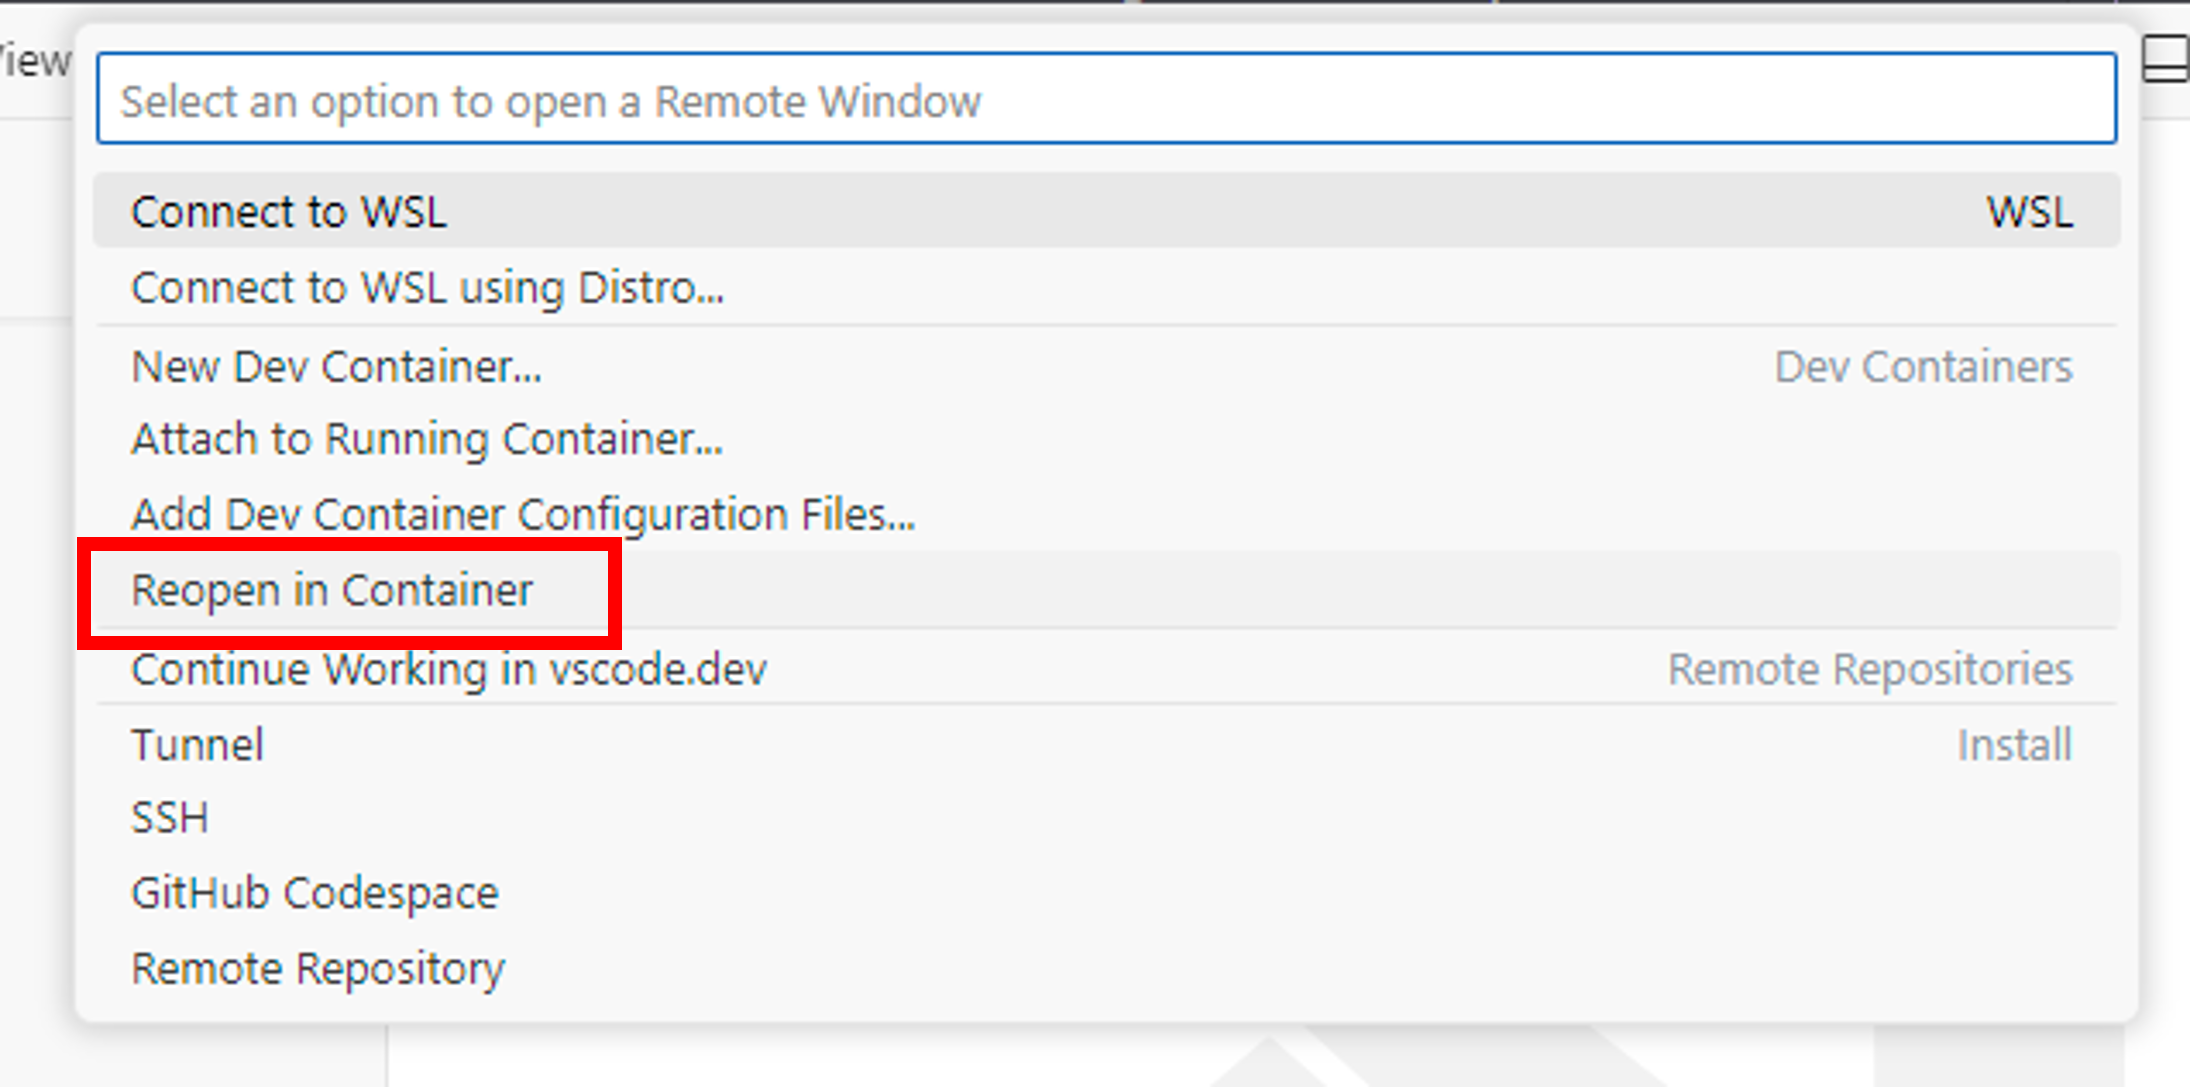 Select an option to open a Remote Window
Connect to WSL WSL
Connect to WSL using Distro...
New Dev Container... Dev Containers
Attach to Running Container...
Add Dev Container Configuration Files...
Reopen in Container
Continue Working in vscode.dev Remote Repositories
Tunnel Install
SSH
GitHub Codespace
Remote Repository